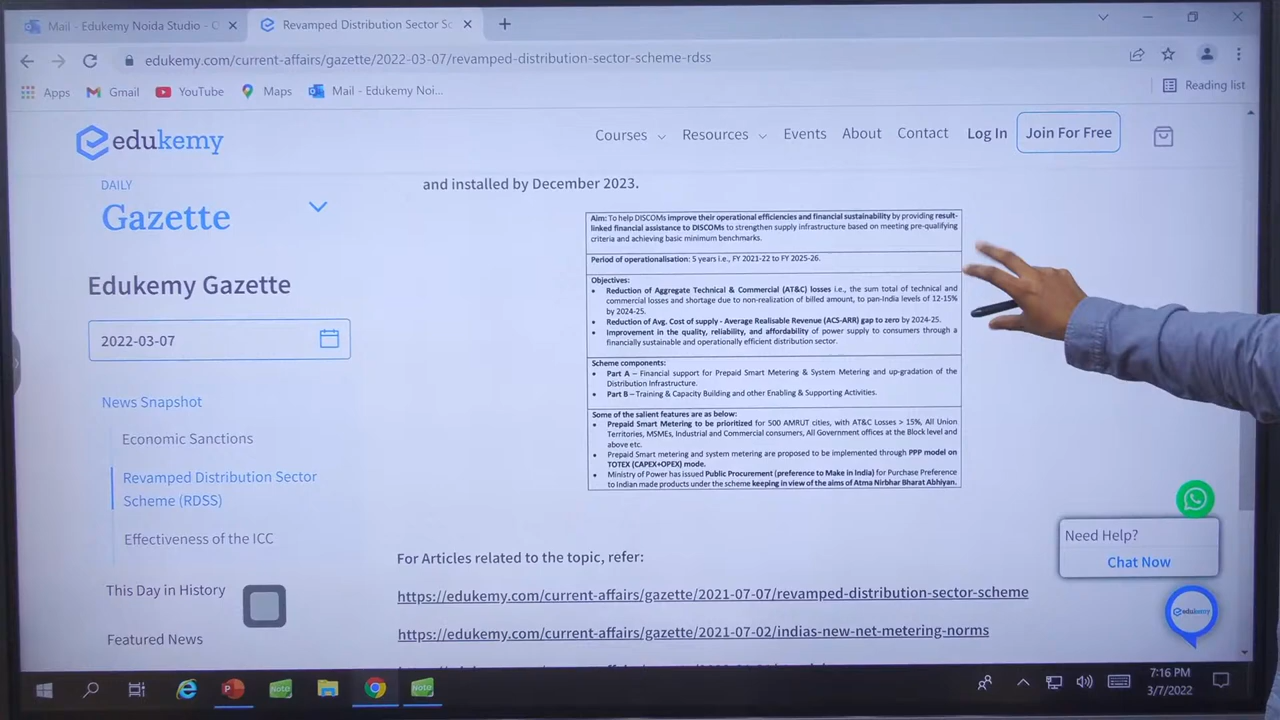 Mail - Edukemy Noida Studio - O
Revamped Distribution Sector Sc
edukemy.com/current-affairs/gazette/2022-03-07/revamped-distribution-sector-scheme-rdss
Apps
Gmail
YouTube
Maps
Mail - Edukemy Noi...
Reading list
edukemy
Courses
Resources
Events
About
Contact
Log In
Join For Free
DAILY
Gazette
Edukemy Gazette
2022-03-07
News Snapshot
Economic Sanctions
Revamped Distribution Sector
Scheme (RDSS)
Effectiveness of the ICC
This Day in History
Featured News
and installed by December 2023.
Aim: To help DISCOMs improve their operational efficiencies and financial sustainability by providing result-
linked financial assistance to DISCOMs to strengthen supply infrastructure based on meeting pre-qualifying
criteria and achieving basic minimum benchmarks.
Period of operationalisation: 5 years i.e., FY 2021-22 to FY 2025-26.
Objectives:
• Reduction of Aggregate Technical & Commercial (AT&C) losses i.e., the sum total of technical and
commercial losses and shortage due to non-realization of billed amount, to pan-India levels of 12-15%
by 2024-25.
• Reduction of Avg. Cost of supply - Average Realisable Revenue (ACS-ARR) gap to zero by 2024-25.
• Improvement in the quality, reliability, and affordability of power supply to consumers through a
financially sustainable and operationally efficient distribution sector.
Scheme components:
• Part A – Financial support for Prepaid Smart Metering & System Metering and up-gradation of the
Distribution Infrastructure.
• Part B – Training & Capacity Building and other Enabling & Supporting Activities.
Some of the salient features are as below:
• Prepaid Smart Metering to be prioritized for 500 AMRUT cities, with AT&C Losses > 15%, All Union
Territories, MSMEs, Industrial and Commercial consumers, All Government offices at the Block level and
above etc.
• Prepaid Smart metering and system metering are proposed to be implemented through PPP model on
TOTEX (CAPEX+OPEX) mode.
• Ministry of Power has issued Public Procurement (preference to Make in India) for Purchase Preference
to Indian made products under the scheme keeping in view of the aims of Atma Nirbhar Bharat Abhiyan.
For Articles related to the topic, refer:
https://edukemy.com/current-affairs/gazette/2021-07-07/revamped-distribution-sector-scheme
https://edukemy.com/current-affairs/gazette/2021-07-02/indias-new-net-metering-norms
Need Help?
Chat Now
edukemy
Note
Note
7:16 PM
3/7/2022